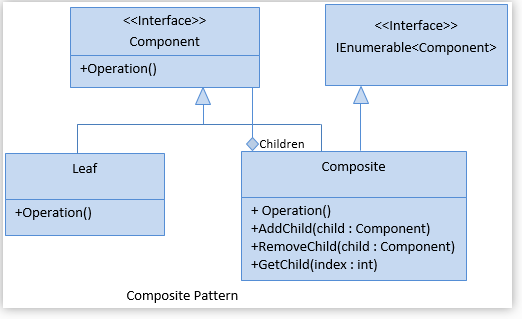 <<Interface>>
Component
+Operation()
<<Interface>>
IEnumerable<Component>
Children
Leaf
+Operation()
Composite
+ Operation()
+AddChild(child : Component)
+RemoveChild(child : Component)
+GetChild(index : int)
Composite Pattern